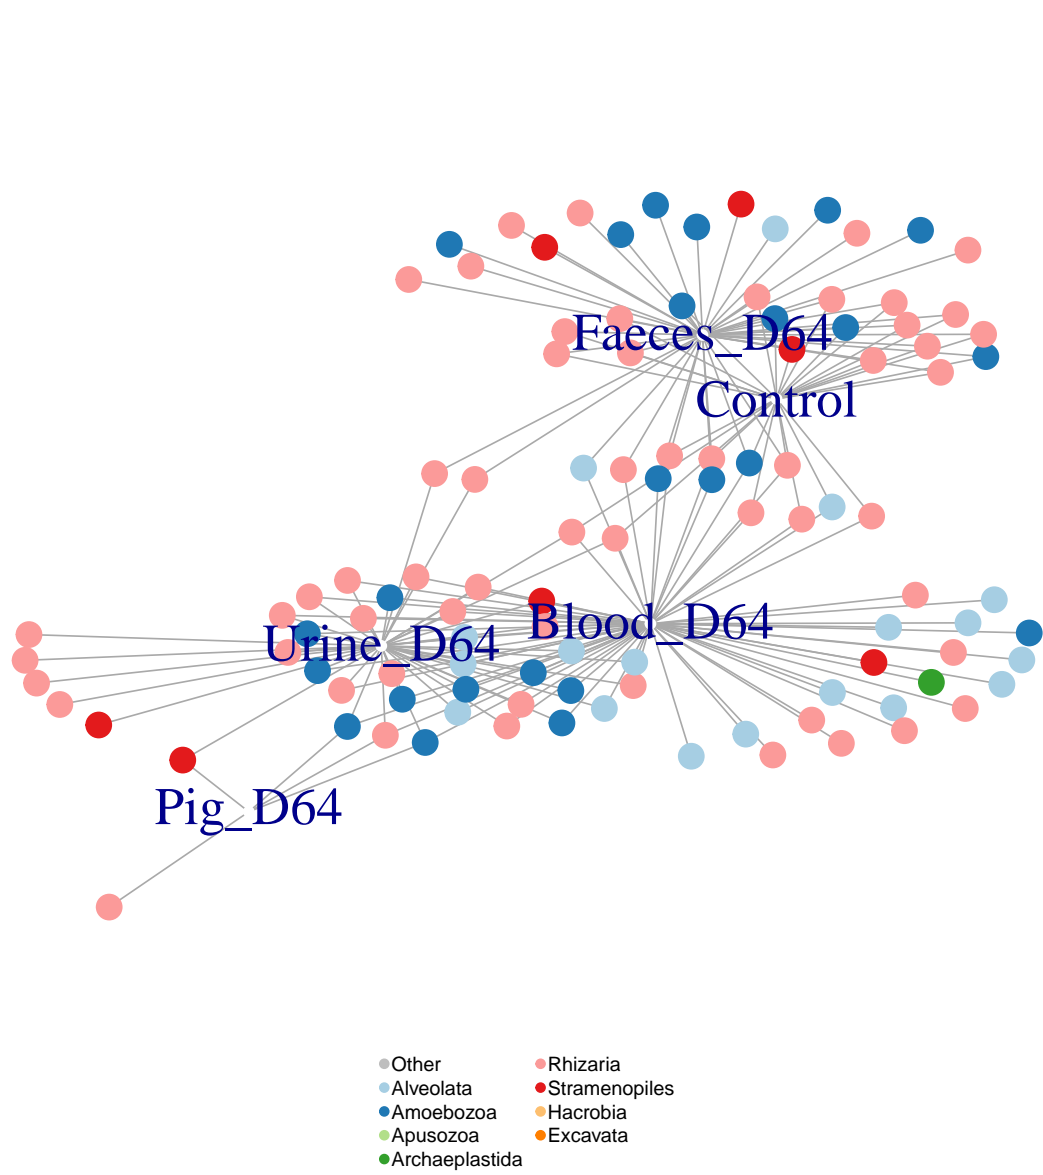 Faeces_D64
Control
Blood_D64
Urine_D64
Pig_D64
Other
Alveolata
Amoebozoa
Apusozoa
Archaeplastida
Rhizaria
Stramenopiles
Hacrobia
Excavata